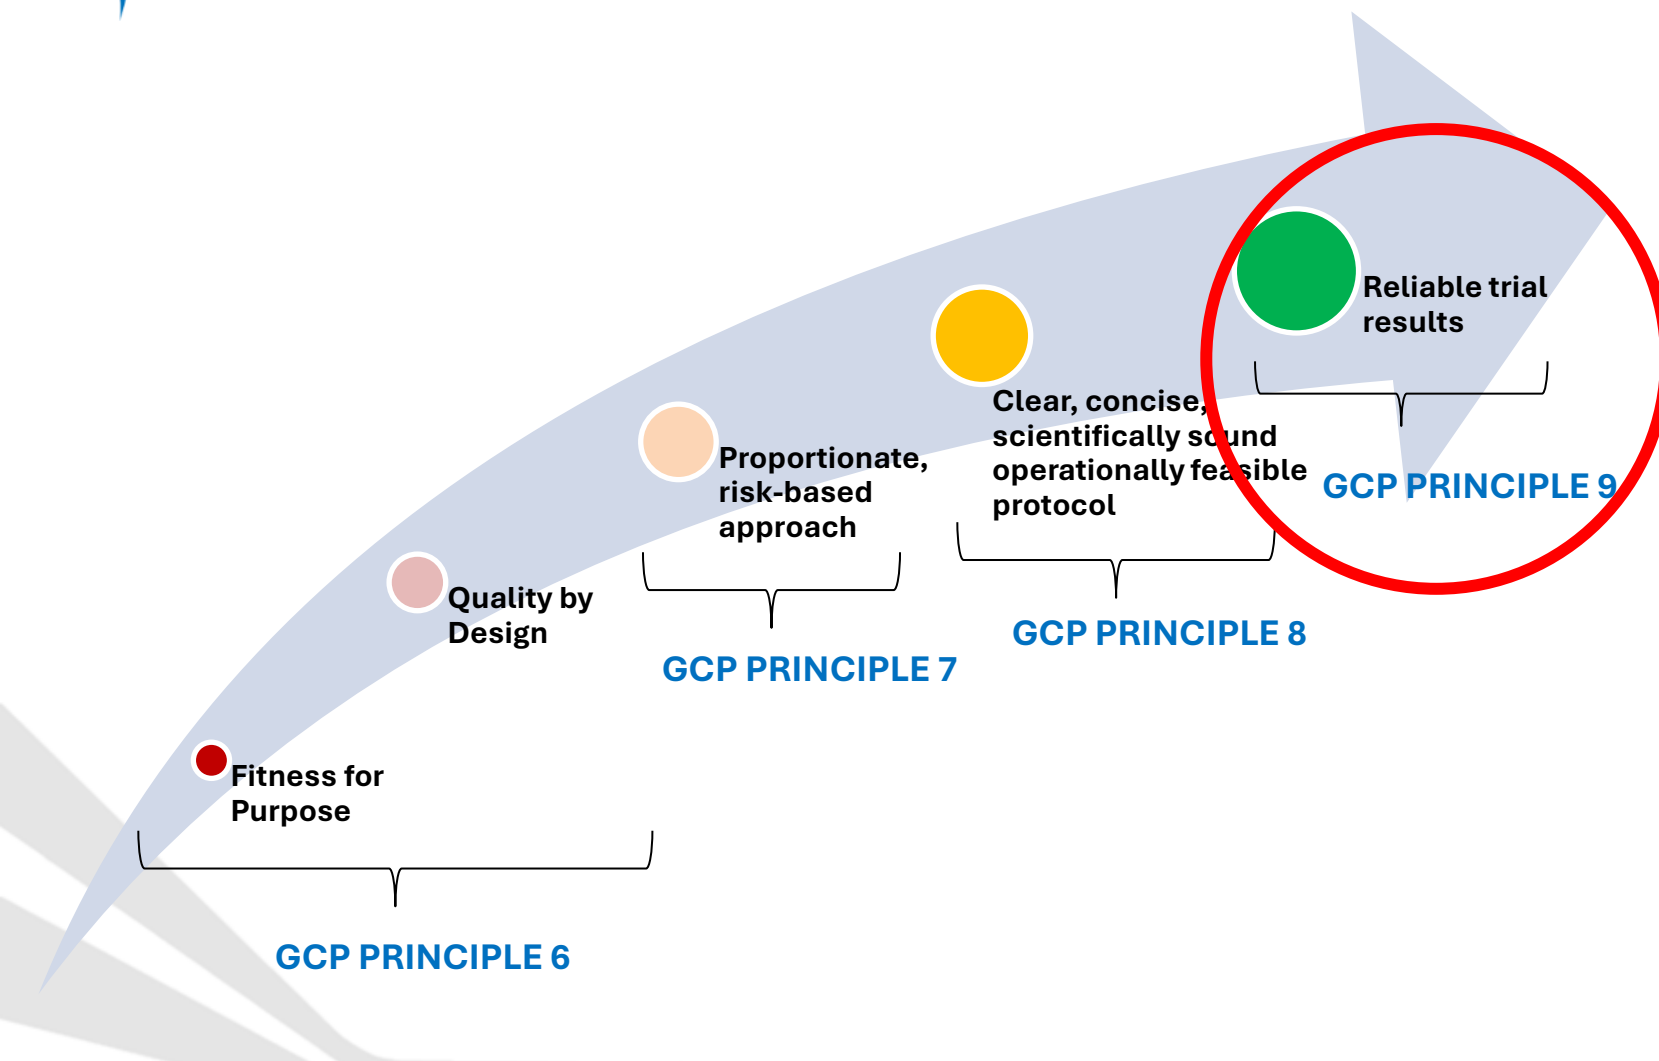 Fitness for
Purpose
GCP PRINCIPLE 6
Quality by
Design
Proportionate,
risk-based
approach
GCP PRINCIPLE 7
Clear, concise,
scientifically sound
operationally feasible
protocol
GCP PRINCIPLE 8
Reliable trial
results
GCP PRINCIPLE 9